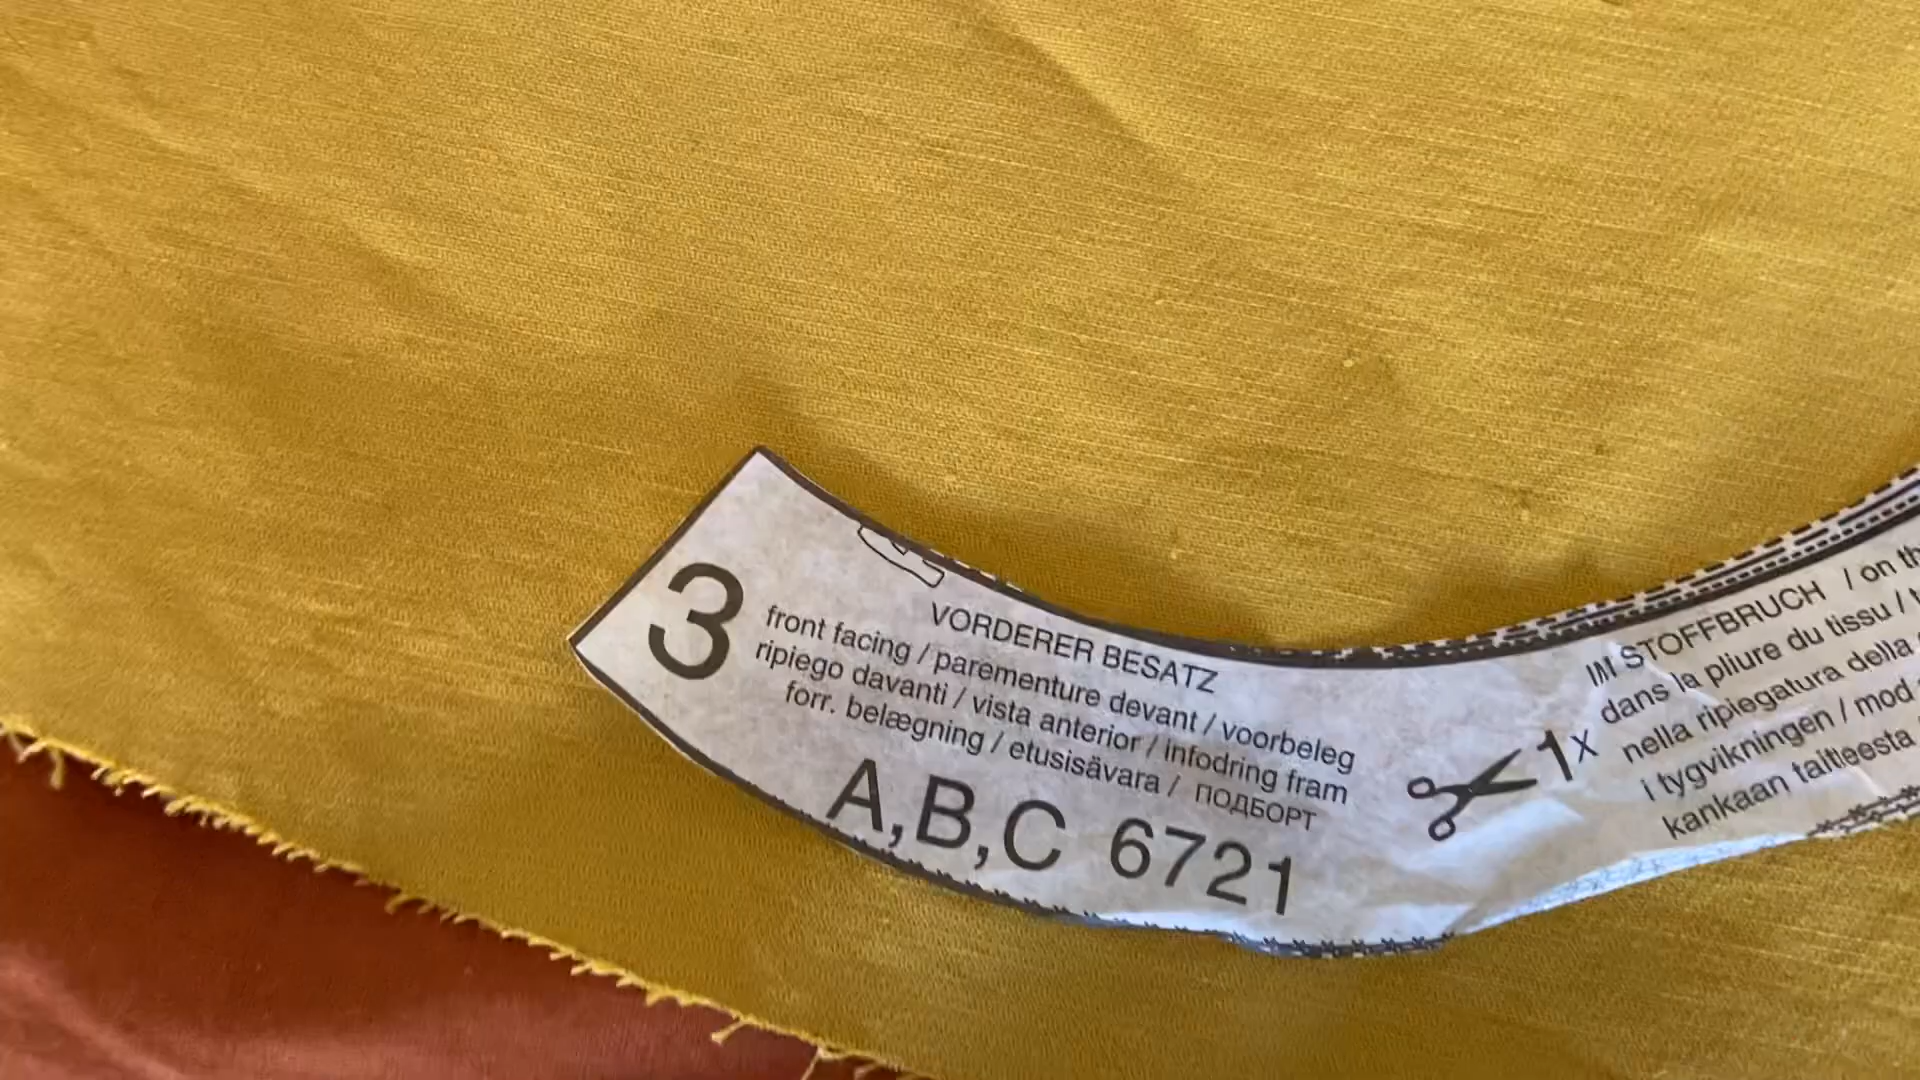 3
VORDERER BESATZ
front facing / parementure devant / voorbeleg
ripiego davanti / vista anterior / infodring fram
forr. belægning / etusisävara / ПОДБОРТ
A,B,C 6721
1x
IM STOFFBRUCH / on
dans la pliure du tissu /
nella ripiegatura della
i tygvikningen / mod
kankaan taitteesta